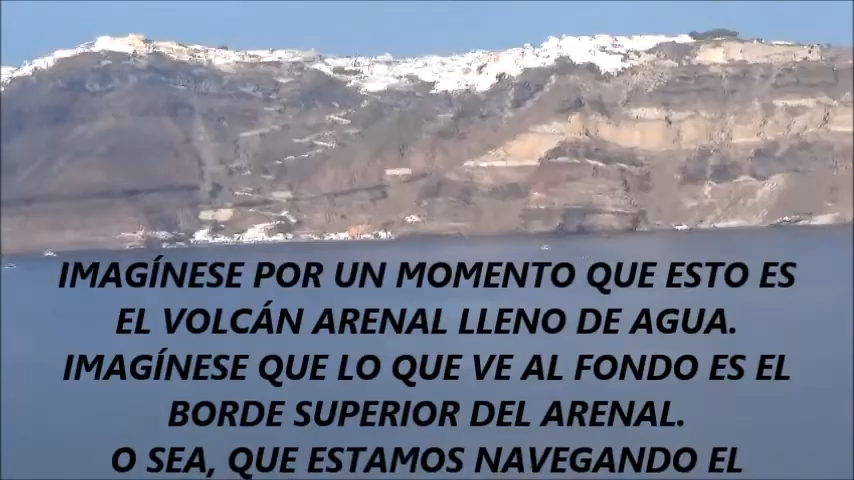 IMAGÍNESE POR UN MOMENTO QUE ESTO ES
EL VOLCÁN ARENAL LLENO DE AGUA.
IMAGÍNESE QUE LO QUE VE AL FONDO ES EL
BORDE SUPERIOR DEL ARENAL.
O SEA, QUE ESTAMOS NAVEGANDO EL